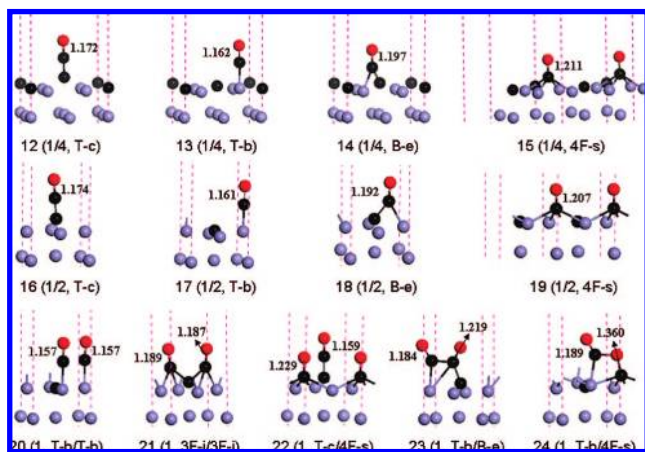 1.172
1.162
1.197
1.211
12 (1/4, T-c)
13 (1/4, T-b)
14 (1/4, B-e)
15 (1/4, 4F-s)
1.174
1.161
1.192
1.207
16 (1/2, T-c)
17 (1/2, T-b)
18 (1/2, B-e)
19 (1/2, 4F-s)
1.157
1.157
1.189
1.187
1.229
1.159
1.184
1.219
1.189
1.360
20 (1, T-b/T-b)
21 (1, 3F-i/3F-i)
22 (1, T-c/4F-s)
23 (1, T-b/B-e)
24 (1, T-b/4F-s)